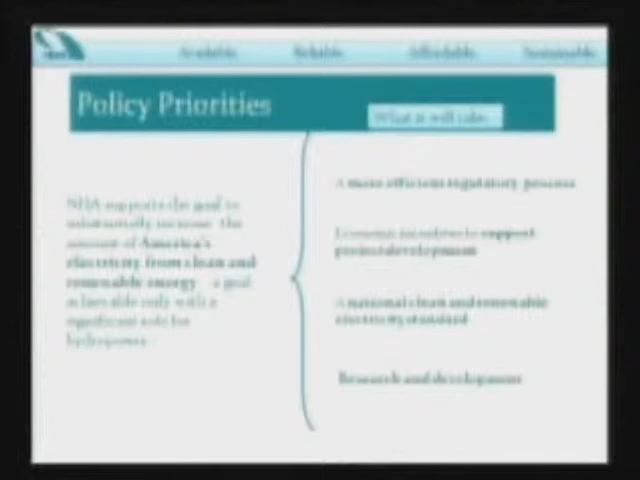 Available Reliable Affordable Sustainable
Policy Priorities
What it will take...
NHA supports the goal to
substantially increase the
amount of America's
electricity from clean and
renewable energy a goal
achievable only with a
significant role for
hydropower.
A more efficient regulatory process
Economic incentives to support
project development
A national clean and renewable
electricity standard
Research and development